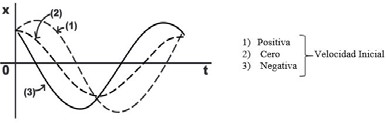 x
(2)
(1)
0
t
(3)
1) Positiva
2) Cero
3) Negativa
Velocidad Inicial